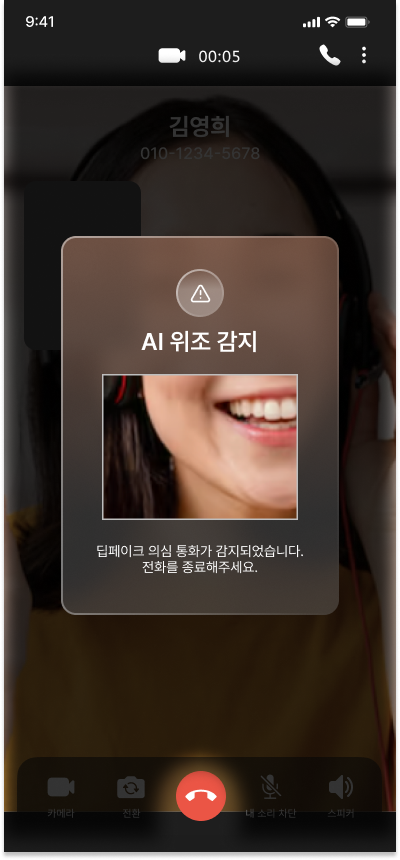 9:41
00:05
김영희
010-1234-5678
AI 위조 감지
딥페이크 의심 통화가 감지되었습니다.
전화를 종료해주세요.
카메라 전환 내 소리 차단 스피커